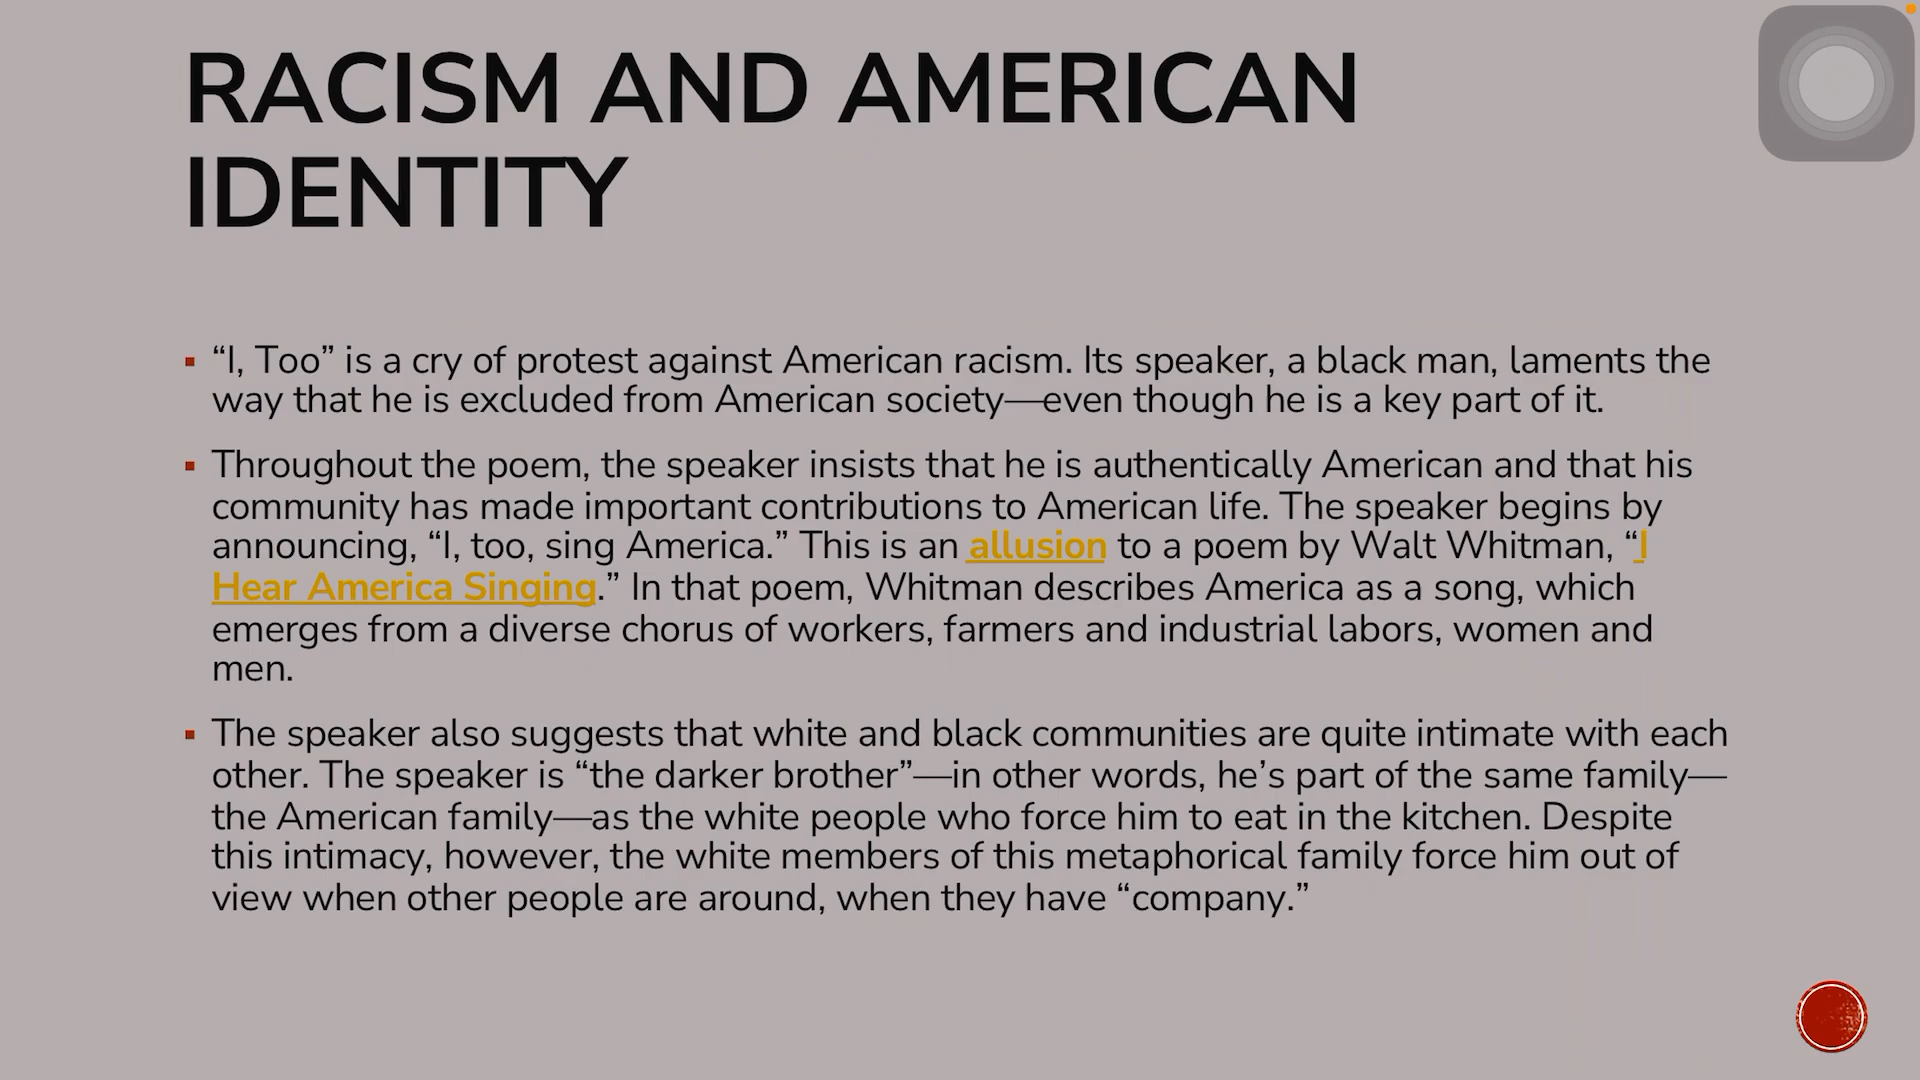 RACISM AND AMERICAN
IDENTITY
▪ “I, Too” is a cry of protest against American racism. Its speaker, a black man, laments the
way that he is excluded from American society—even though he is a key part of it.
▪ Throughout the poem, the speaker insists that he is authentically American and that his
community has made important contributions to American life. The speaker begins by
announcing, “I, too, sing America.” This is an allusion to a poem by Walt Whitman, “I
Hear America Singing.” In that poem, Whitman describes America as a song, which
emerges from a diverse chorus of workers, farmers and industrial labors, women and
men.
▪ The speaker also suggests that white and black communities are quite intimate with each
other. The speaker is “the darker brother”—in other words, he’s part of the same family—
the American family—as the white people who force him to eat in the kitchen. Despite
this intimacy, however, the white members of this metaphorical family force him out of
view when other people are around, when they have “company.”